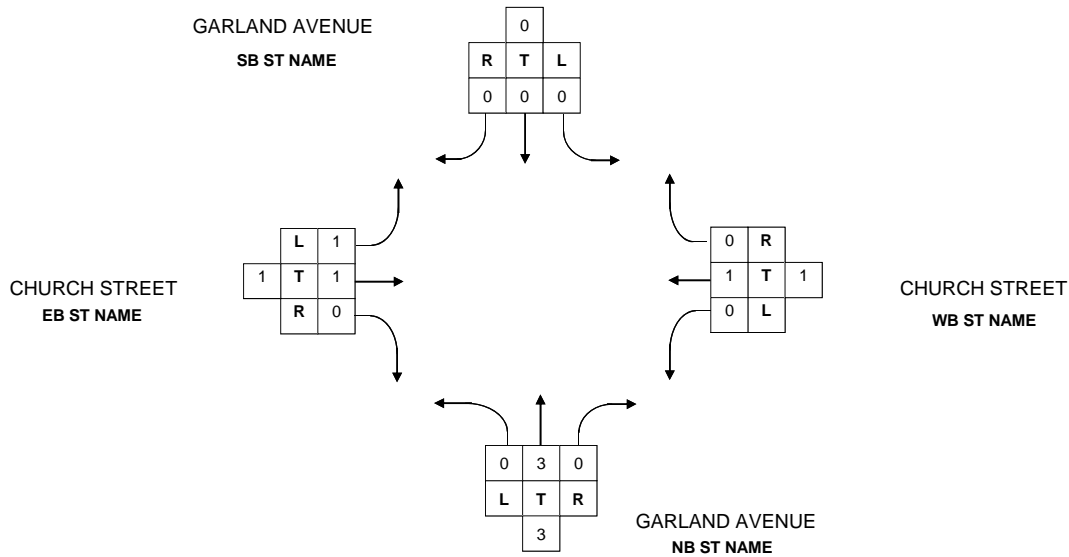 GARLAND AVENUE
SB ST NAME
0
R T L
0 0 0
L 1
1 T 1
R 0
CHURCH STREET
EB ST NAME
0 R
1 T 1
0 L
CHURCH STREET
WB ST NAME
0 3 0
L T R
3
GARLAND AVENUE
NB ST NAME